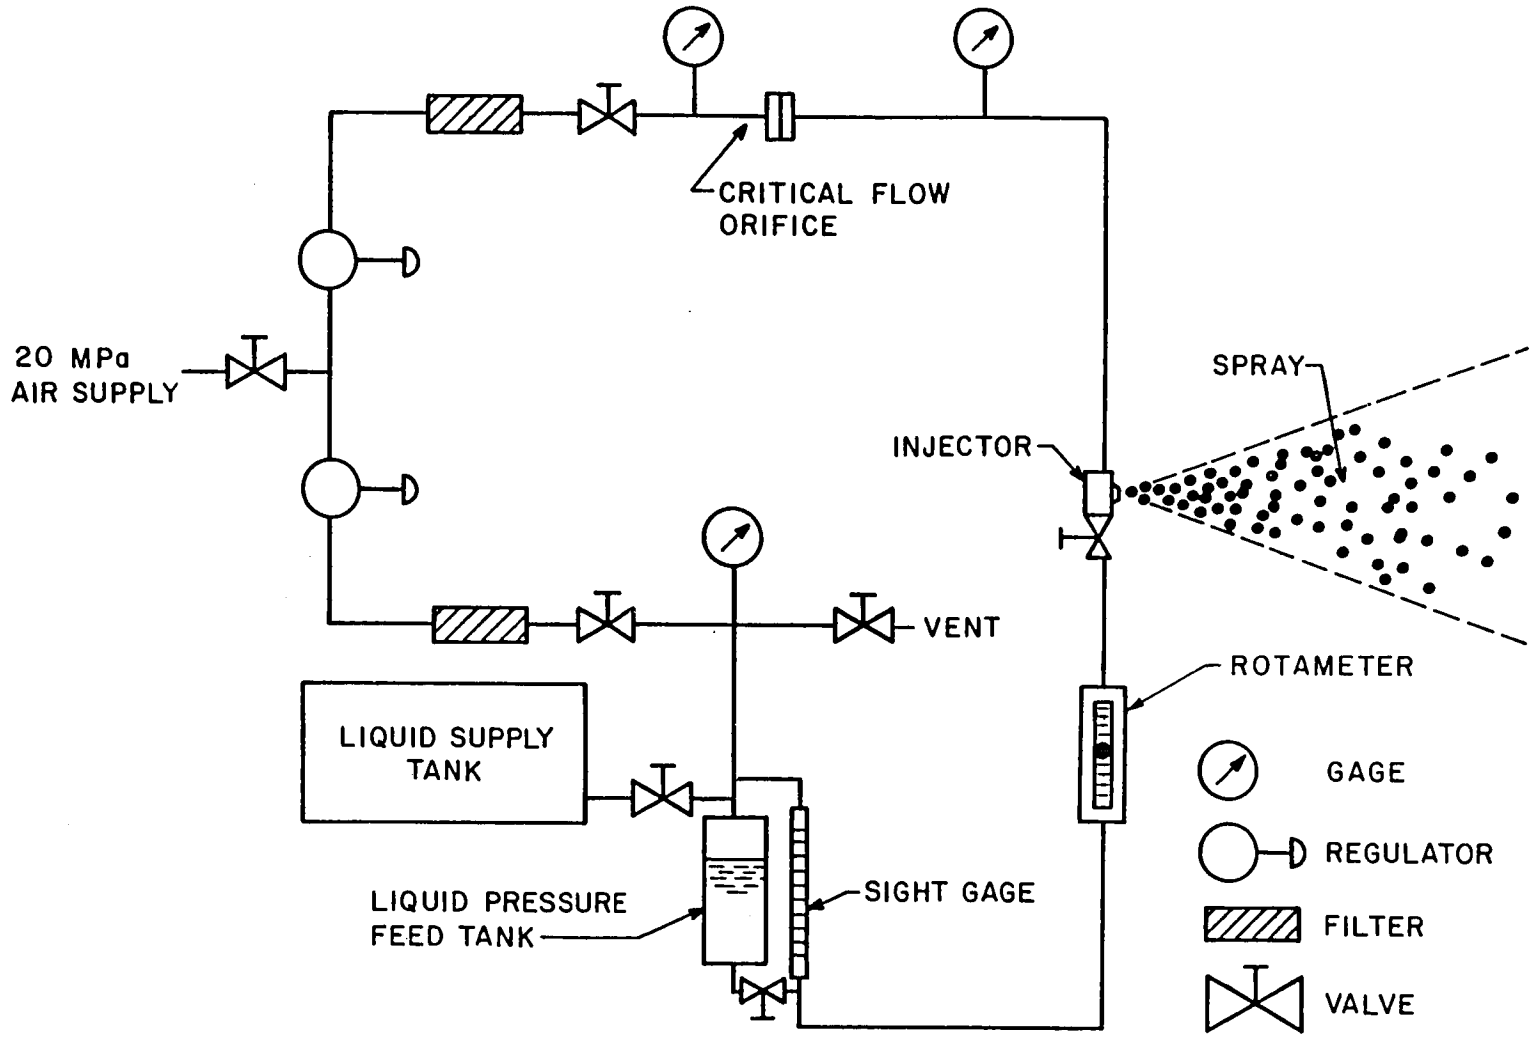 CRITICAL FLOW
ORIFICE
20 MPa
AIR SUPPLY
SPRAY
INJECTOR
VENT
ROTAMETER
LIQUID SUPPLY
TANK
GAGE
REGULATOR
SIGHT GAGE
LIQUID PRESSURE
FEED TANK
FILTER
VALVE